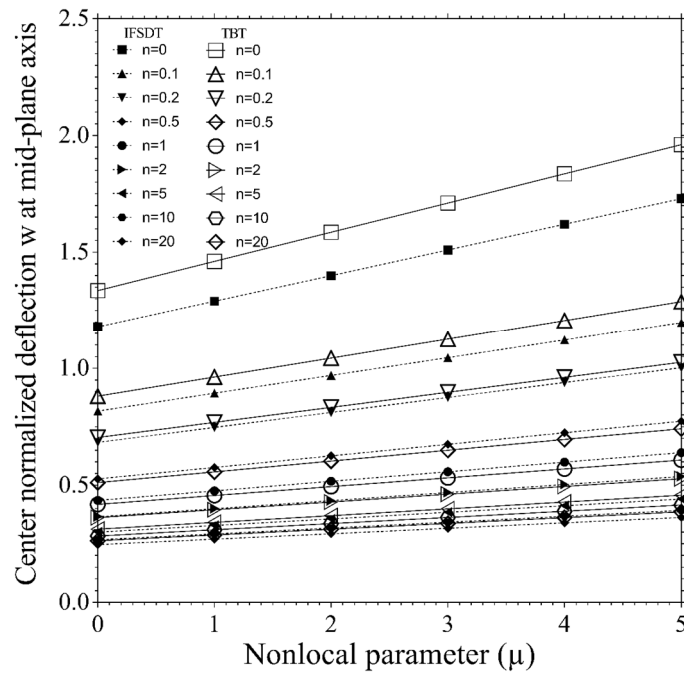 IFSDT TBT
n=0 n=0
n=0.1 n=0.1
n=0.2 n=0.2
n=0.5 n=0.5
n=1 n=1
n=2 n=2
n=5 n=5
n=10 n=10
n=20 n=20
Center normalized deflection w at mid-plane axis
2.5
2.0
1.5
1.0
0.5
0.0
0 1 2 3 4 5
Nonlocal parameter (µ)